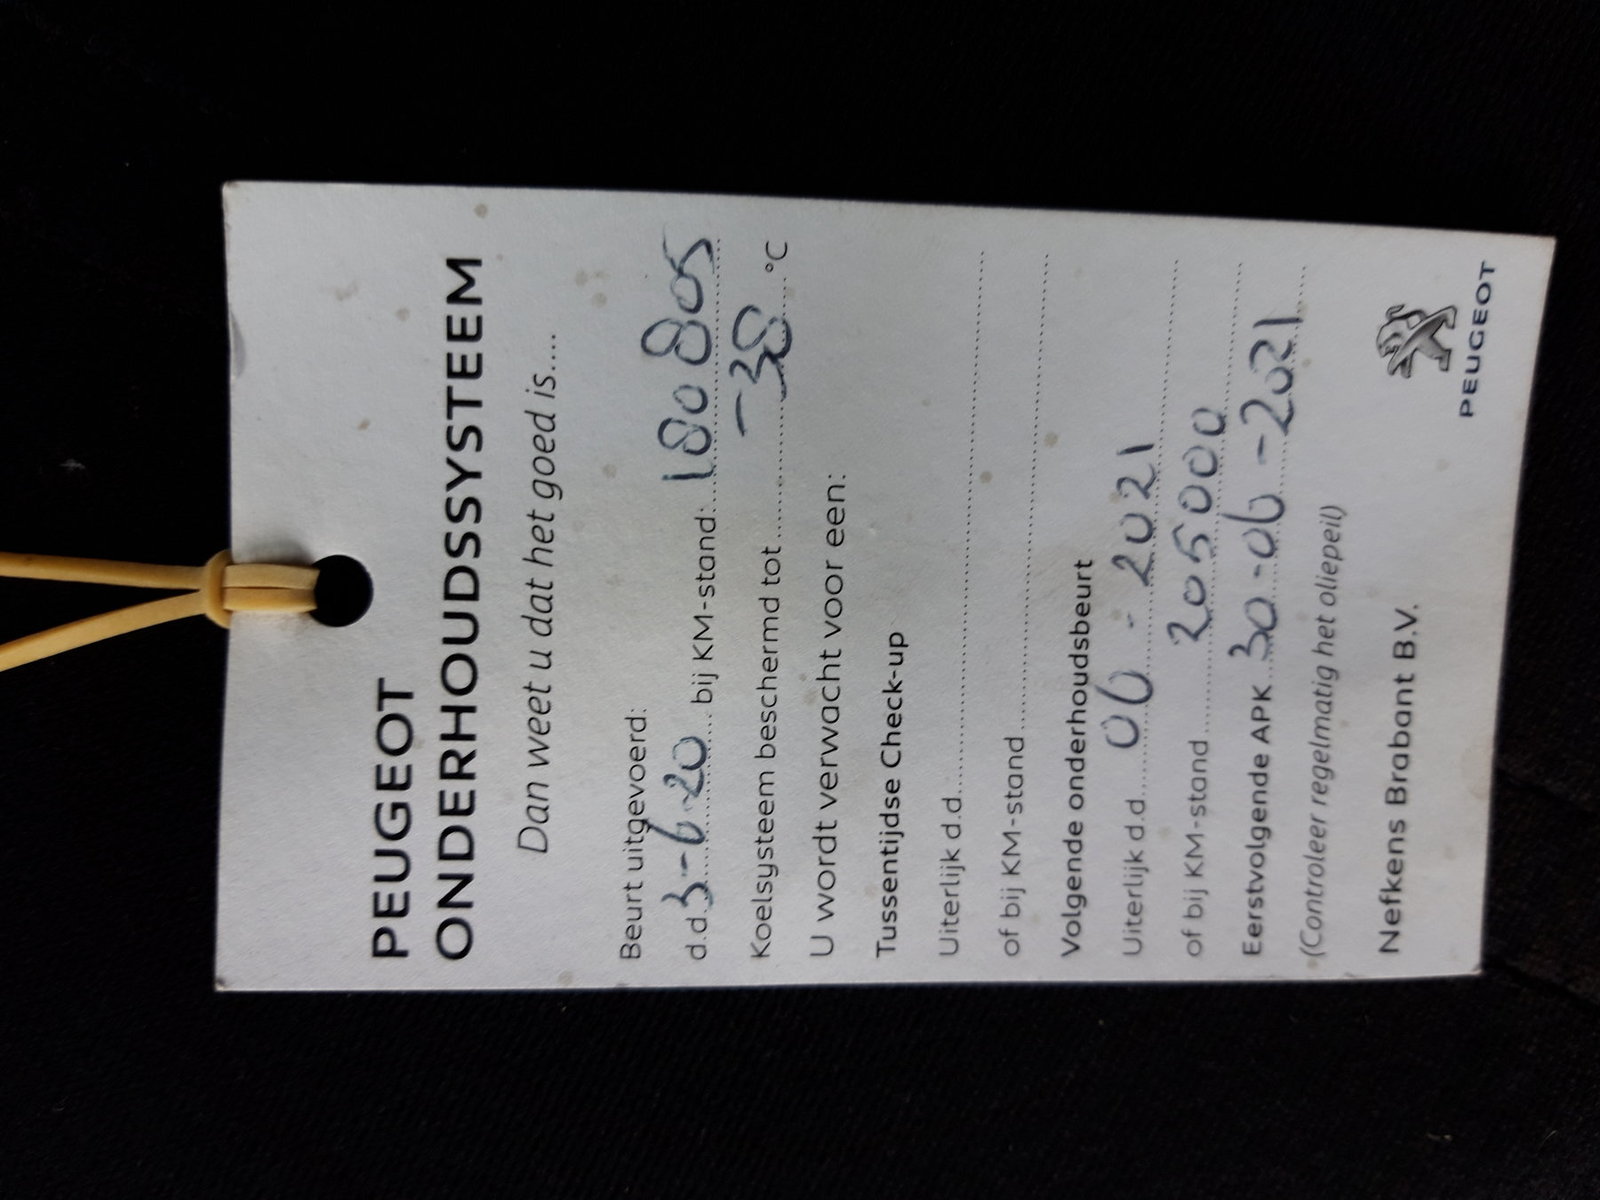 PEUGEOT
ONDERHOUDSSYSTEEM
Dan weet u dat het goed is....
Beurt uitgevoerd:
d.d. 3-6-20 bij KM-stand: 180805
Koelsysteem beschermd tot -38 °C
U wordt verwacht voor een:
Tussentijdse Check-up
Uiterlijk d.d.
of bij KM-stand
Volgende onderhoudsbeurt
Uiterlijk d.d. 06-2021
of bij KM-stand 205000
Eerstvolgende APK 30-06-2021
(Controleer regelmatig het oliepeil)
Nefkens Brabant B.V.
PEUGEOT